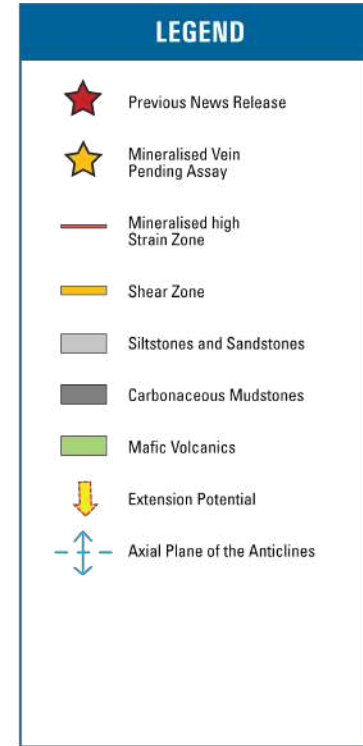 LEGEND
Previous News Release
Mineralised Vein
Pending Assay
Mineralised high
Strain Zone
Shear Zone
Siltstones and Sandstones
Carbonaceous Mudstones
Mafic Volcanics
Extension Potential
Axial Plane of the Anticlines